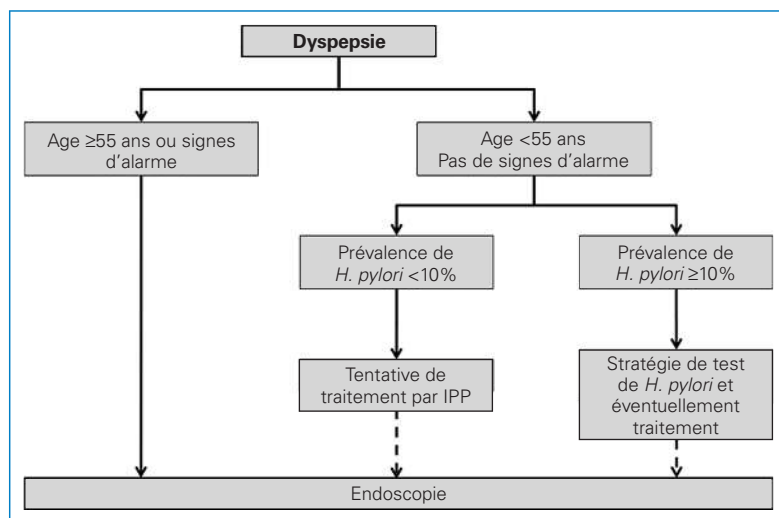 Dyspepsie
Age ≥55 ans ou signes
d'alarme
Age <55 ans
Pas de signes d'alarme
Prévalence de
H. pylori <10%
Prévalence de
H. pylori ≥10%
Tentative de
traitement par IPP
Stratégie de test
de H. pylori et
éventuellement
traitement
Endoscopie